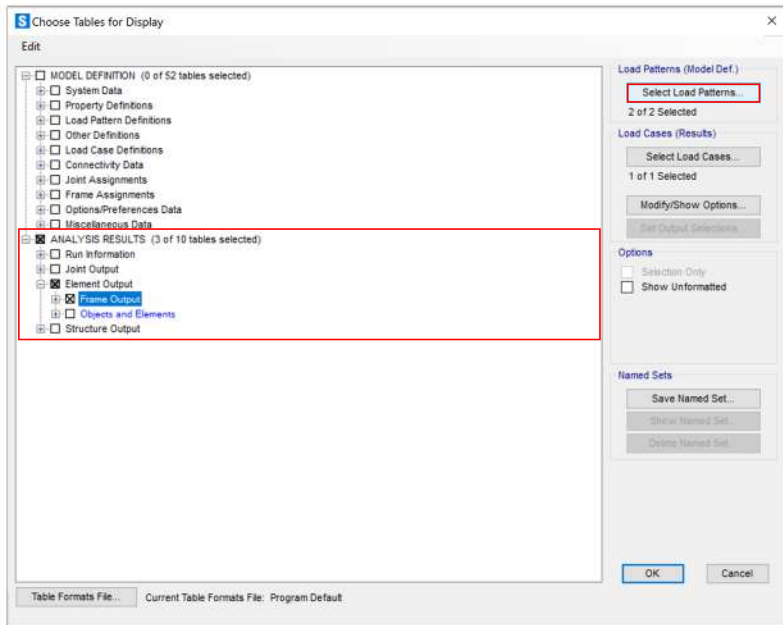 S Choose Tables for Display
Edit
MODEL DEFINITION (0 of 52 tables selected)
System Data
Property Definitions
Load Pattern Definitions
Other Definitions
Load Case Definitions
Connectivity Data
Joint Assignments
Frame Assignments
Options/Preferences Data
Miscellaneous Data
ANALYSIS RESULTS (3 of 10 tables selected)
Run Information
Joint Output
Element Output
Frame Output
Objects and Elements
Structure Output
Load Patterns (Model Def.)
Select Load Patterns...
2 of 2 Selected
Load Cases (Results)
Select Load Cases...
1 of 1 Selected
Modify/Show Options...
Set Output Selections...
Options
Selection Only
Show Unformatted
Named Sets
Save Named Set...
Show Named Set...
Delete Named Set...
OK
Cancel
Table Formats File...
Current Table Formats File: Program Default